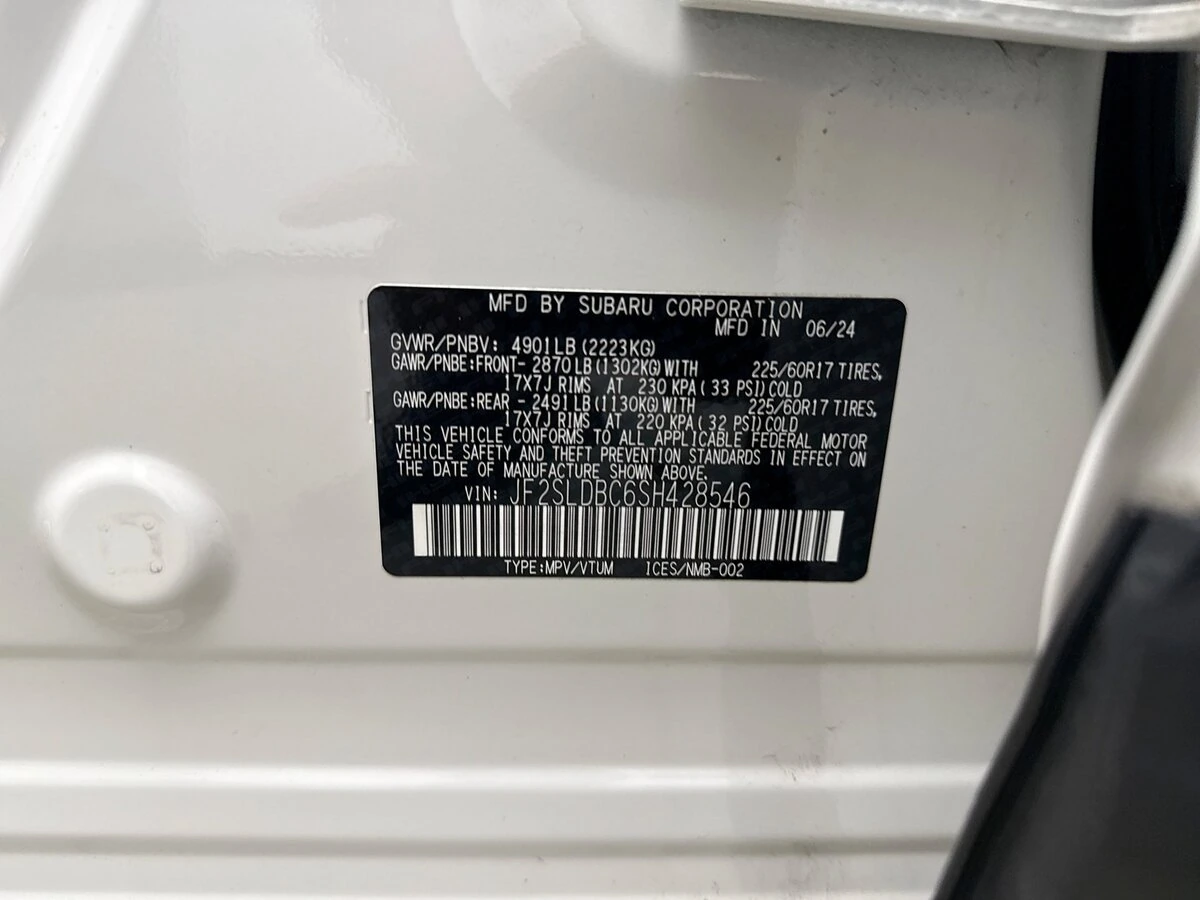 MFD BY SUBARU CORPORATION
MFD IN 06/24
GVWR/PNBV: 4901LB(2223KG)
GAWR/PNBE:FRONT- 2870LB(1302KG)WITH 225/60R17 TIRES,
17X7J RIMS AT 230 KPA( 33 PSI)COLD
GAWR/PNBE:REAR - 2491LB(1130KG)WITH 225/60R17 TIRES,
17X7J RIMS AT 220 KPA(32 PSI)COLD
THIS VEHICLE CONFORMS TO ALL APPLICABLE FEDERAL MOTOR
VEHICLE SAFETY AND THEFT PREVENTION STANDARDS IN EFFECT ON
THE DATE OF MANUFACTURE SHOWN ABOVE.
VIN: JF2SLDBC6SH428546
TYPE:MPV/VTUM ICES/NMB-002